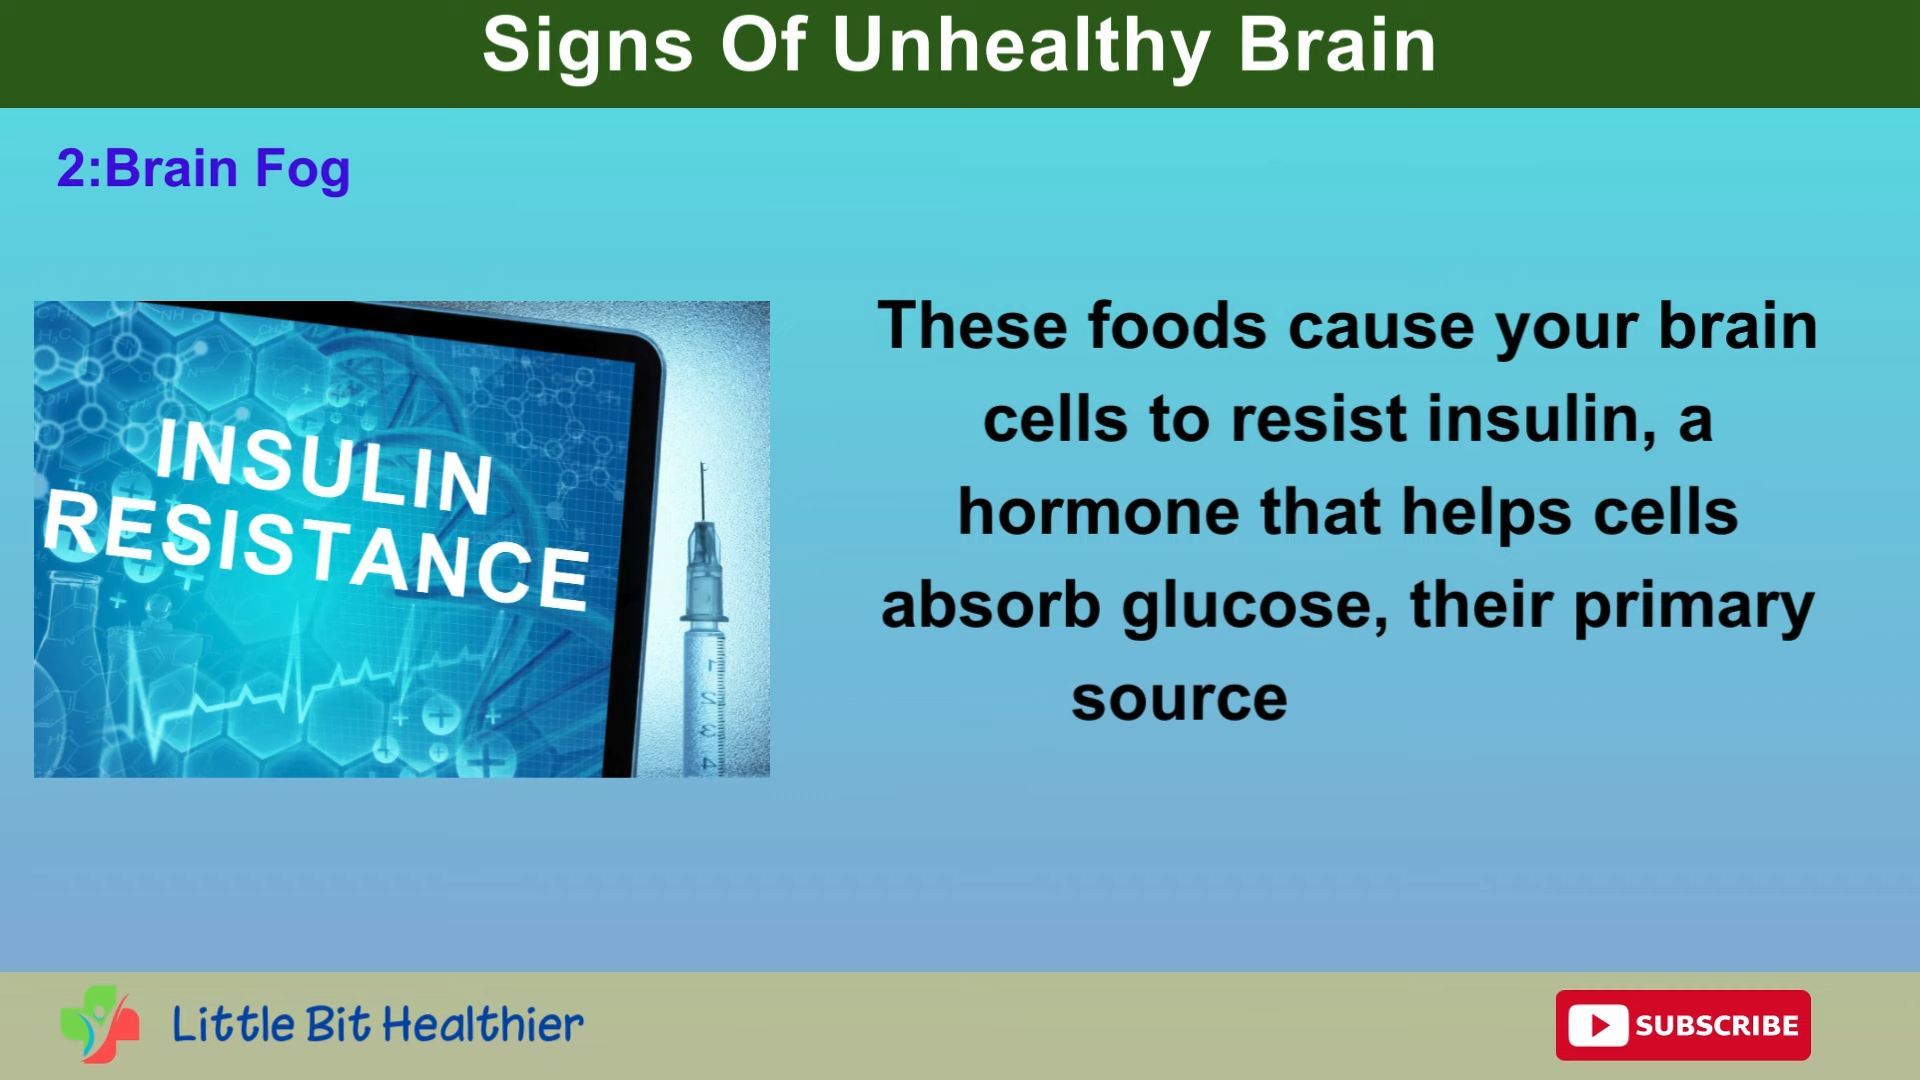 Signs Of Unhealthy Brain
2:Brain Fog
INSULIN
RESISTANCE
These foods cause your brain
cells to resist insulin, a
hormone that helps cells
absorb glucose, their primary
source
Little Bit Healthier
SUBSCRIBE